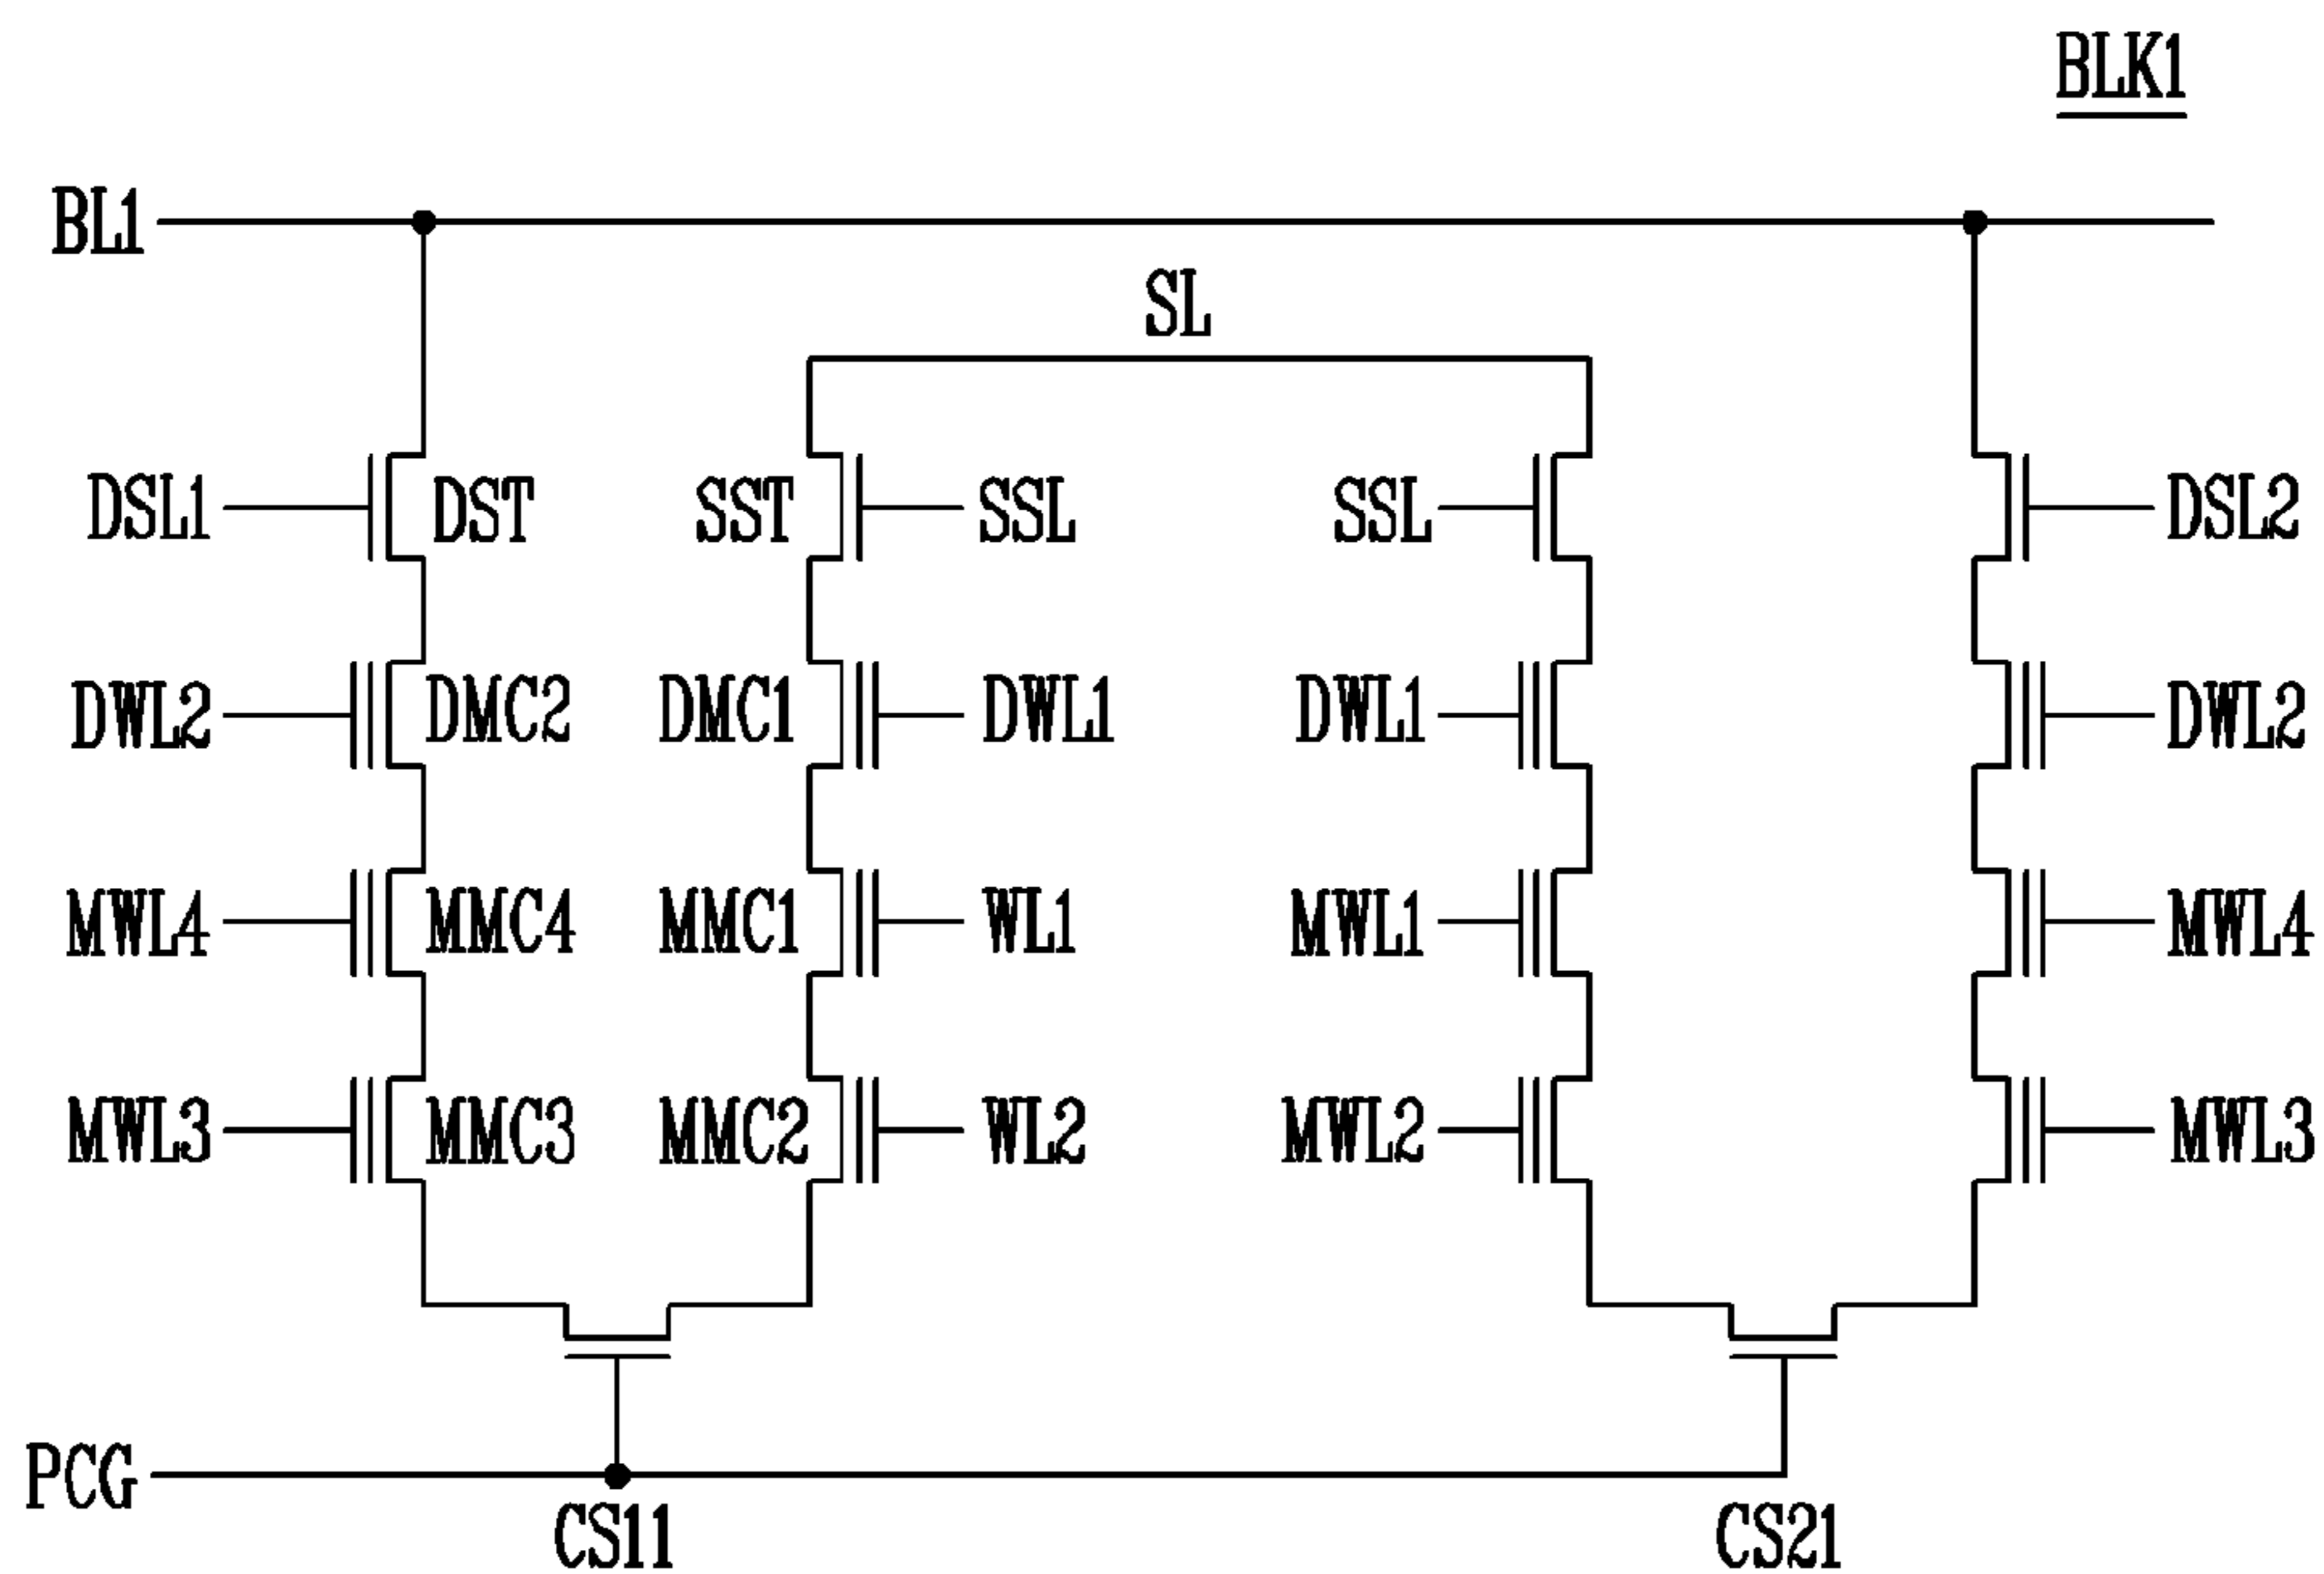 BLK1
BL1
SL
DSL1 DST SST SSL SSL DSL2
DWL2 DMC2 DMC1 DWL1 DWL1 DWL2
MWL4 MMC4 MMC1 WL1 MWL1 MWL4
MWL3 MMC3 MMC2 WL2 MWL2 MWL3
PCG
CS11 CS21